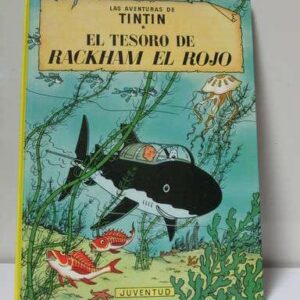 LAS AVENTURAS DE
TINTIN
EL TESORO DE
RACKHAM EL ROJO
JUVENTUD